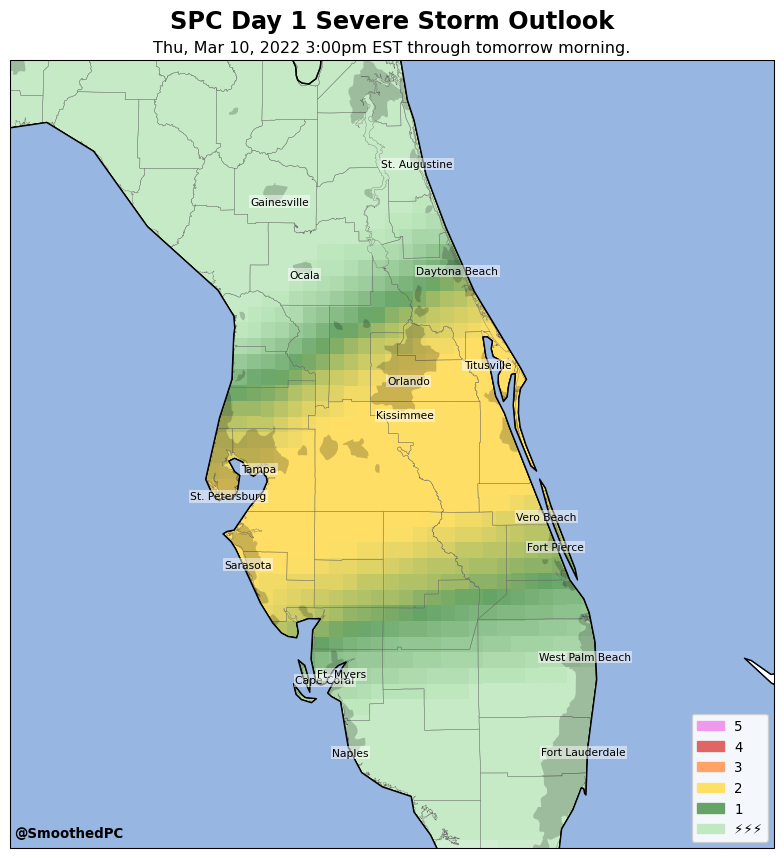 SPC Day 1 Severe Storm Outlook
Thu, Mar 10, 2022 3:00pm EST through tomorrow morning.
St. Augustine
Gainesville
Daytona Beach
Ocala
Titusville
Orlando
Kissimmee
Tampa
St. Petersburg
Vero Beach
Fort Pierce
Sarasota
West Palm Beach
Ft. Myers
Cape Coral
Naples
Fort Lauderdale
5
4
3
2
1
⚡⚡⚡
@SmoothedPC